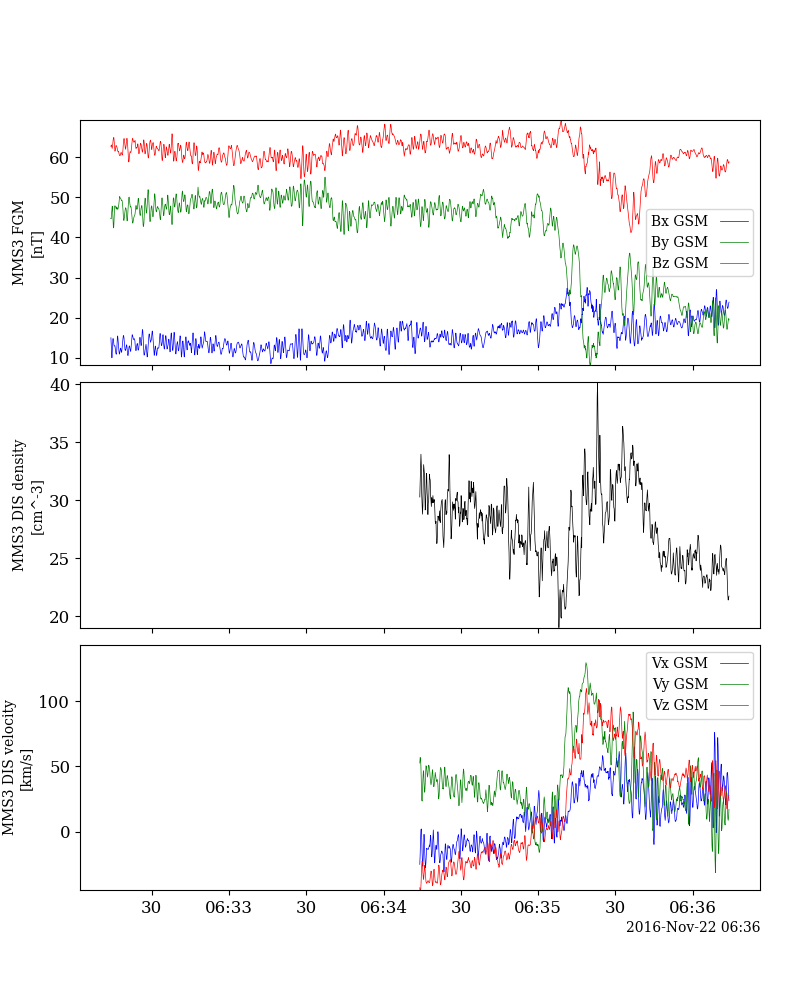 60
50
40
30
20
10
MMS3 FGM
[nT]
Bx GSM
By GSM
Bz GSM
40
35
30
25
20
MMS3 DIS density
[cm^-3]
100
50
0
MMS3 DIS velocity
[km/s]
Vx GSM
Vy GSM
Vz GSM
30 06:33 30 06:34 30 06:35 30 06:36
2016-Nov-22 06:36